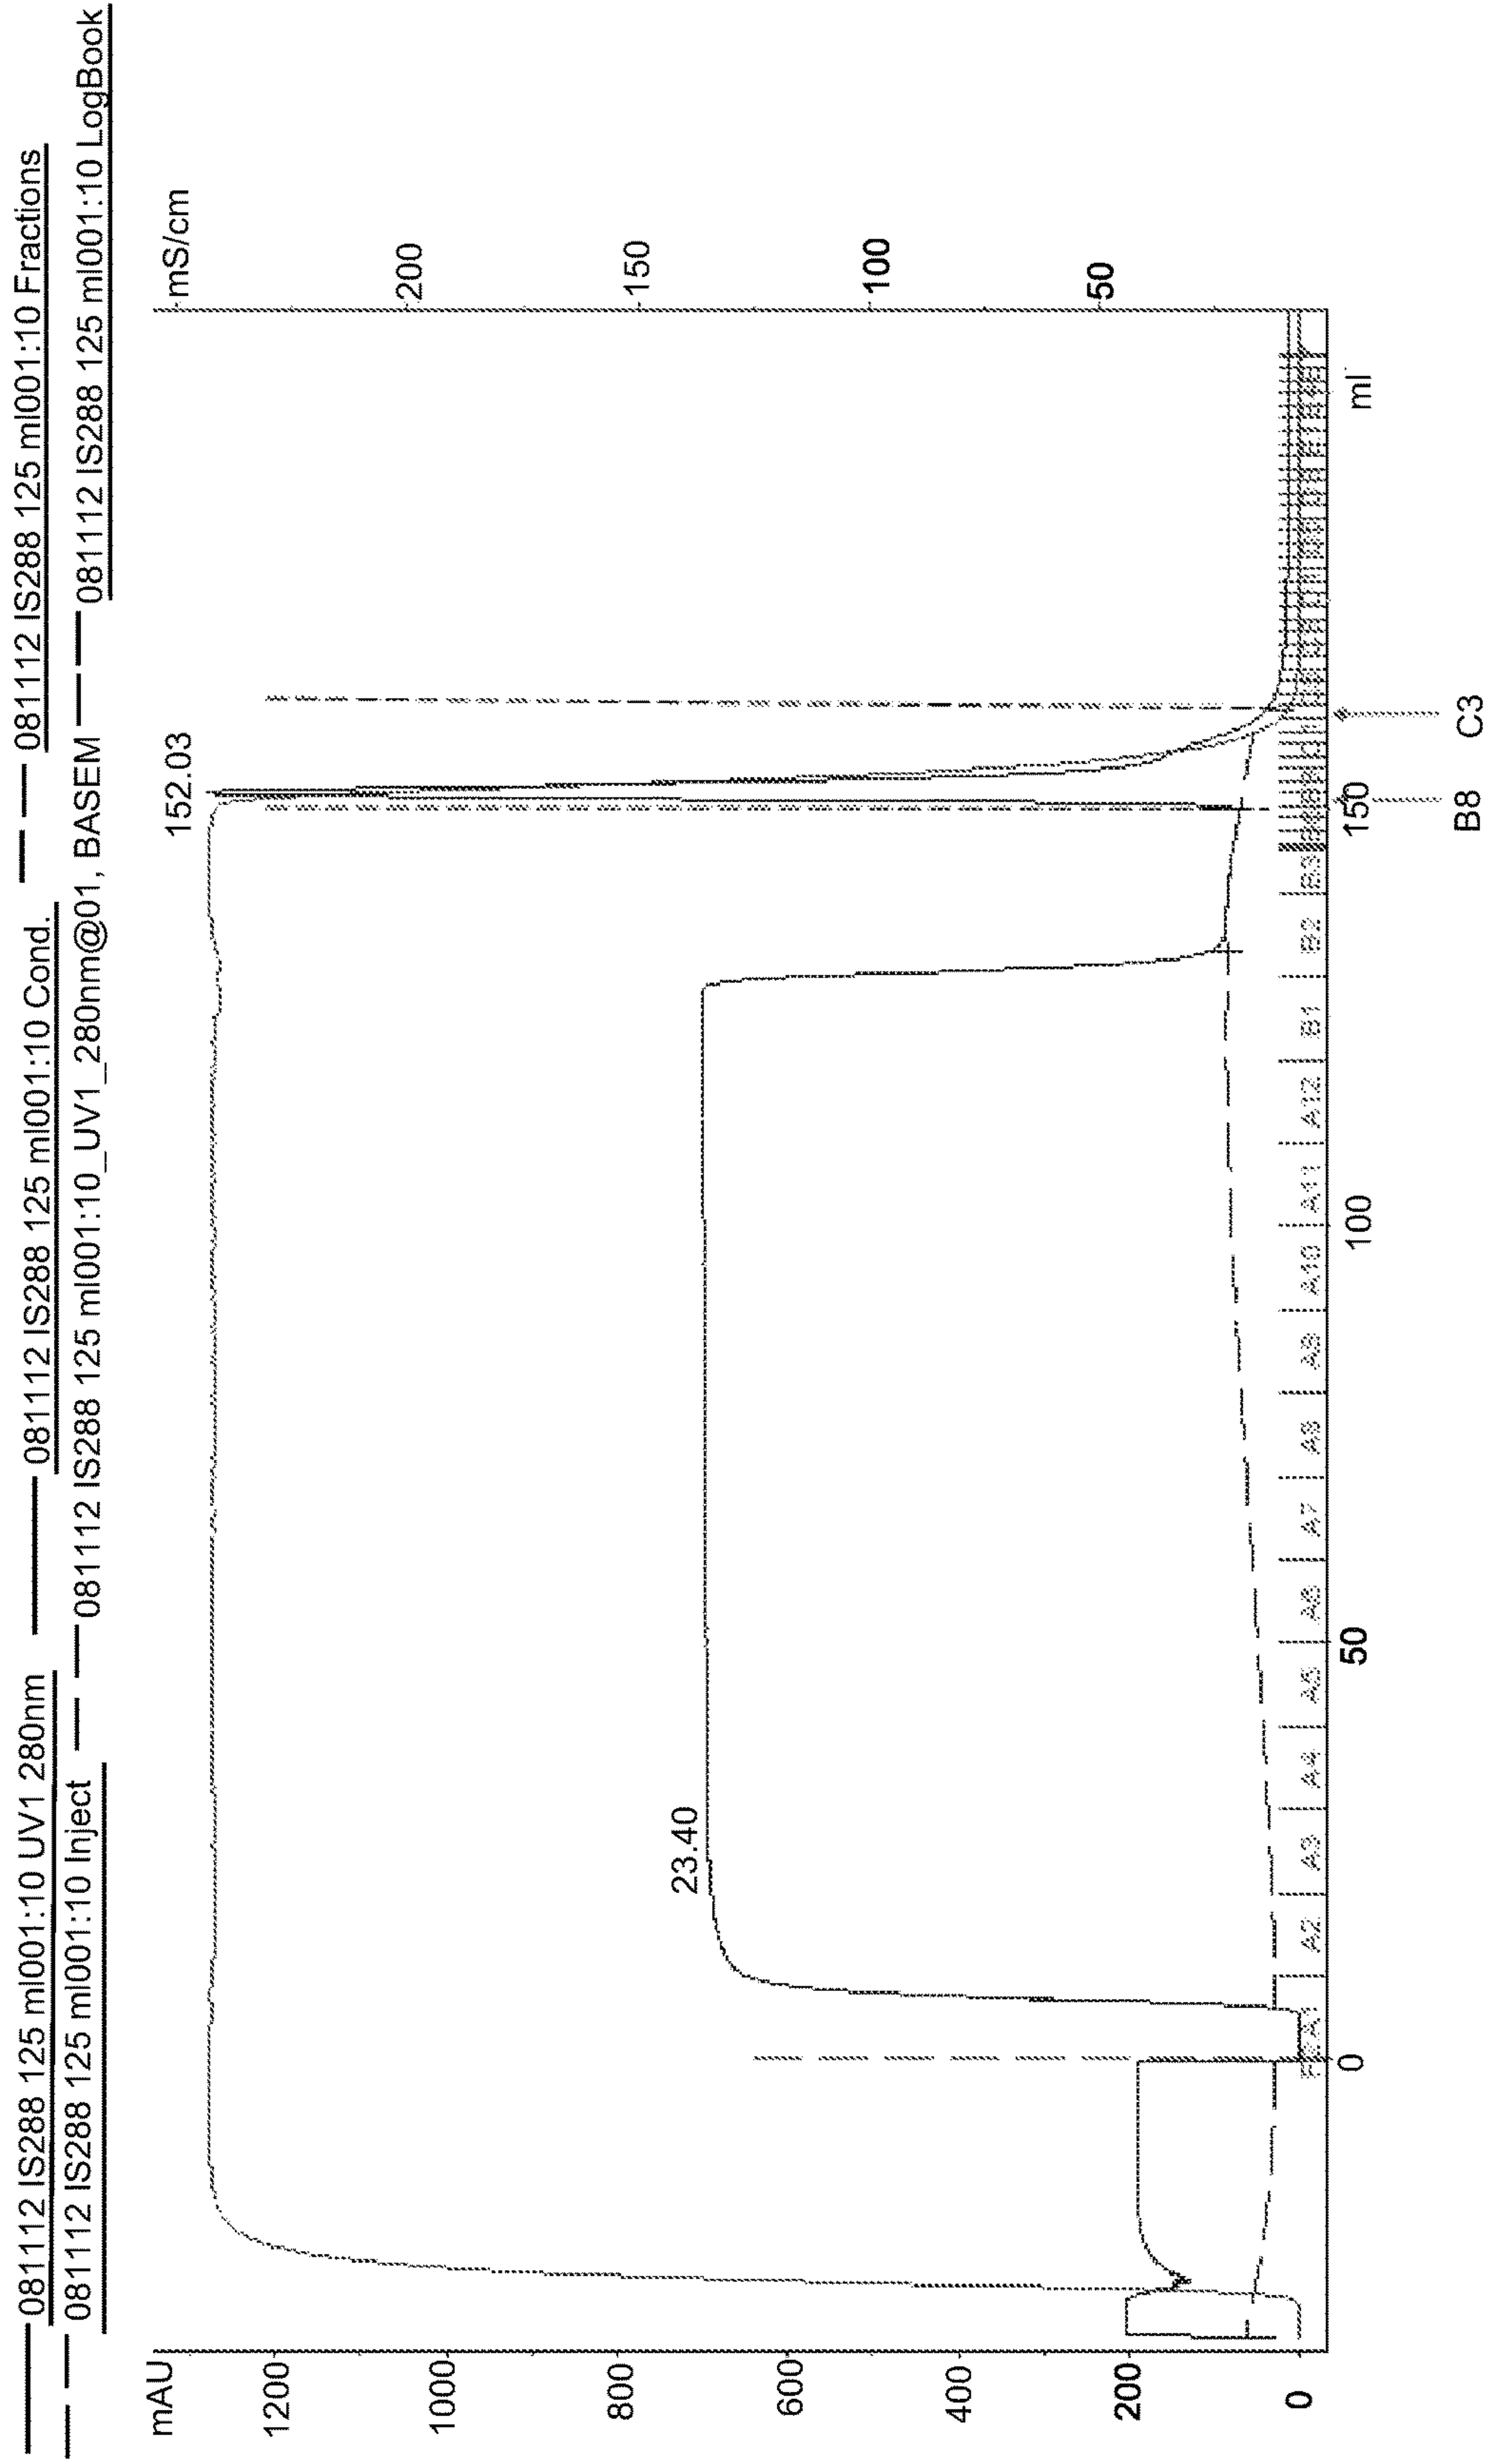 081112 IS288 125 ml001:10 UV1 280nm
081112 IS288 125 ml001:10 Cond.
081112 IS288 125 ml001:10 Fractions
081112 IS288 125 ml001:10 Inject
081112 IS288 125 ml001:10_UV1_280nm@01, BASEM
081112 IS288 125 ml001:10 LogBook
mAU
1200
1000
800
600
400
200
0
mS/cm
200
150
100
50
152.03
23.40
A2
A3
A4
A5
A6
A7
A8
A9
A10
A11
A12
B1
B2
B3
0
50
100
150
ml
B8
C3